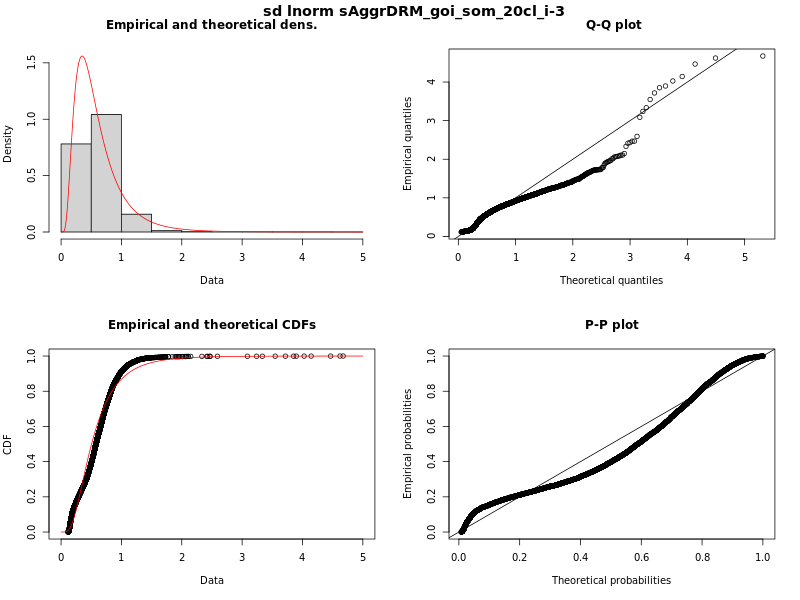 sd lnorm sAggrDRM_goi_som_20cl_i-3
Empirical and theoretical dens.
Density
0.0 0.5 1.0 1.5
0 1 2 3 4 5
Data
Q-Q plot
Empirical quantiles
0 1 2 3 4
0 1 2 3 4 5
Theoretical quantiles
Empirical and theoretical CDFs
CDF
0.0 0.2 0.4 0.6 0.8 1.0
0 1 2 3 4 5
Data
P-P plot
Empirical probabilities
0.0 0.2 0.4 0.6 0.8 1.0
0.0 0.2 0.4 0.6 0.8 1.0
Theoretical probabilities